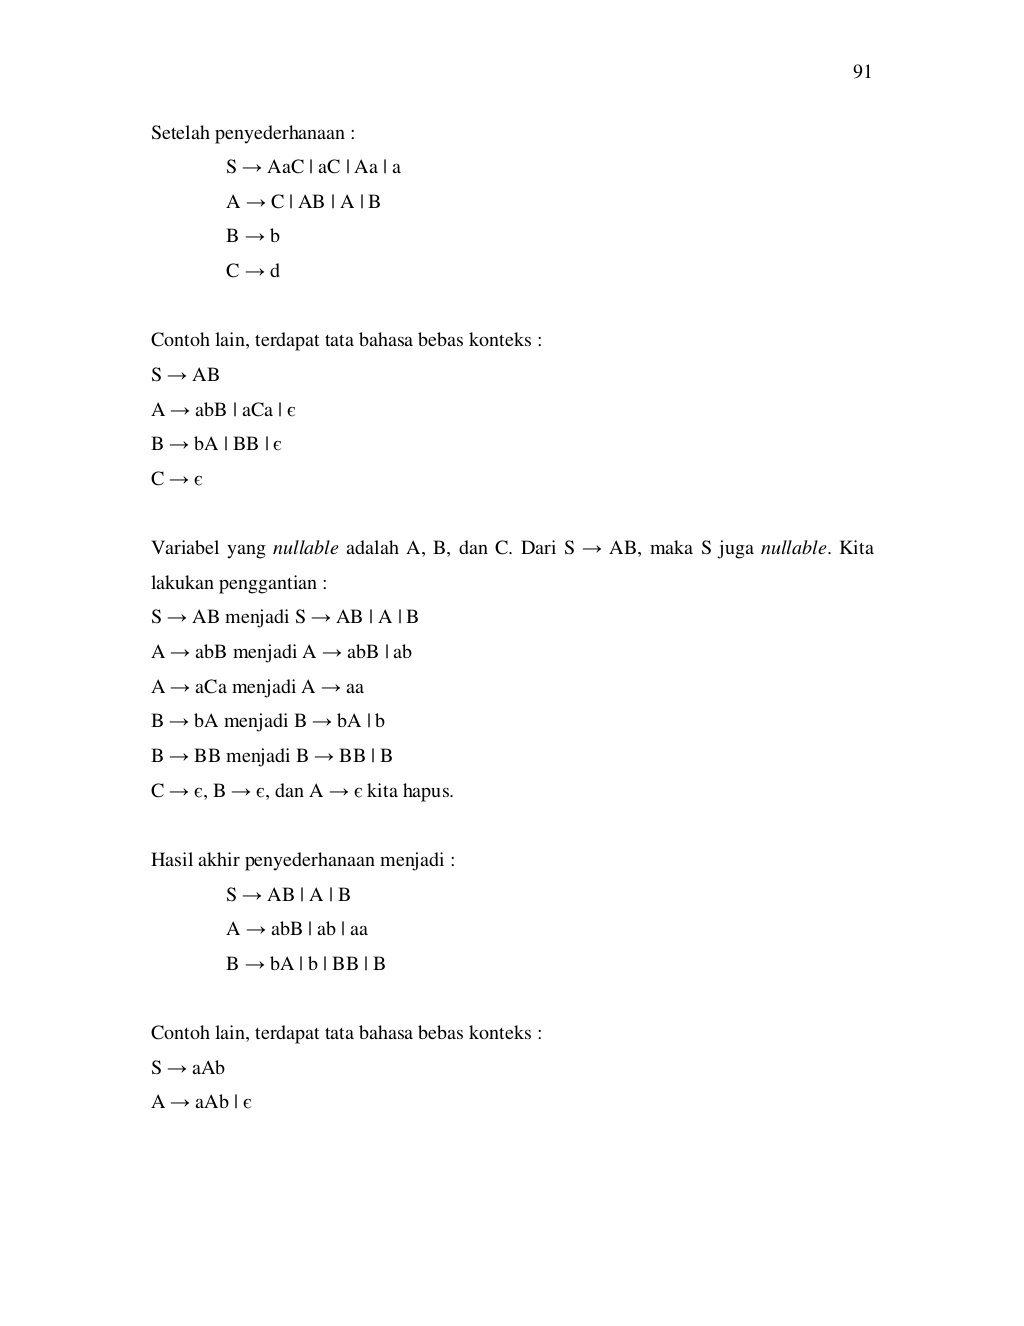 91
Setelah penyederhanaan :
S → AaC | aC | Aa | a
A → C | AB | A | B
B → b
C → d
Contoh lain, terdapat tata bahasa bebas konteks :
S → AB
A → abB | aCa | є
B → bA | BB | є
C → є
Variabel yang nullable adalah A, B, dan C. Dari S → AB, maka S juga nullable. Kita
lakukan penggantian :
S → AB menjadi S → AB | A | B
A → abB menjadi A → abB | ab
A → aCa menjadi A → aa
B → bA menjadi B → bA | b
B → BB menjadi B → BB | B
C → є, B → є, dan A → є kita hapus.
Hasil akhir penyederhanaan menjadi :
S → AB | A | B
A → abB | ab | aa
B → bA | b | BB | B
Contoh lain, terdapat tata bahasa bebas konteks :
S → aAb
A → aAb | є